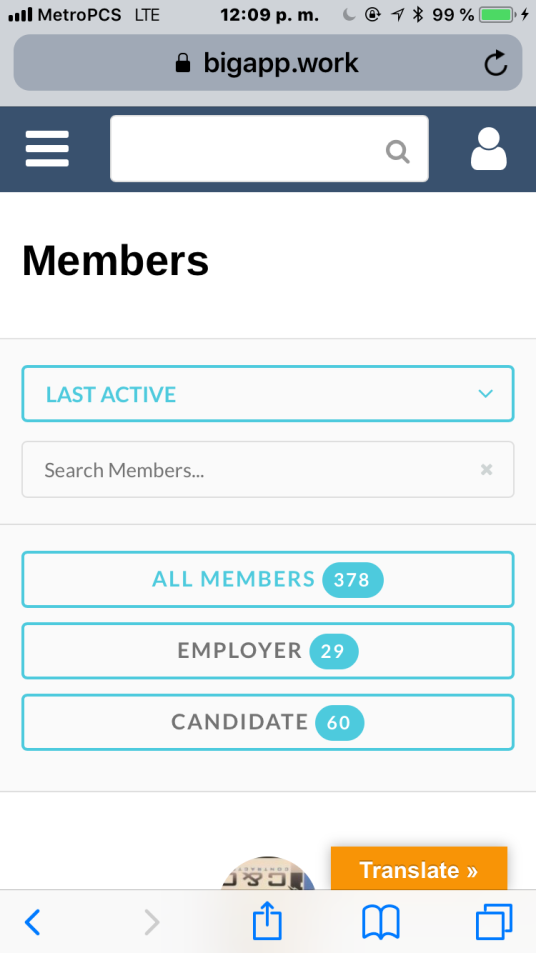 MetroPCS LTE 12:09 p. m. 99 %
bigapp.work
Members
LAST ACTIVE
Search Members...
ALL MEMBERS 378
EMPLOYER 29
CANDIDATE 60
Translate »